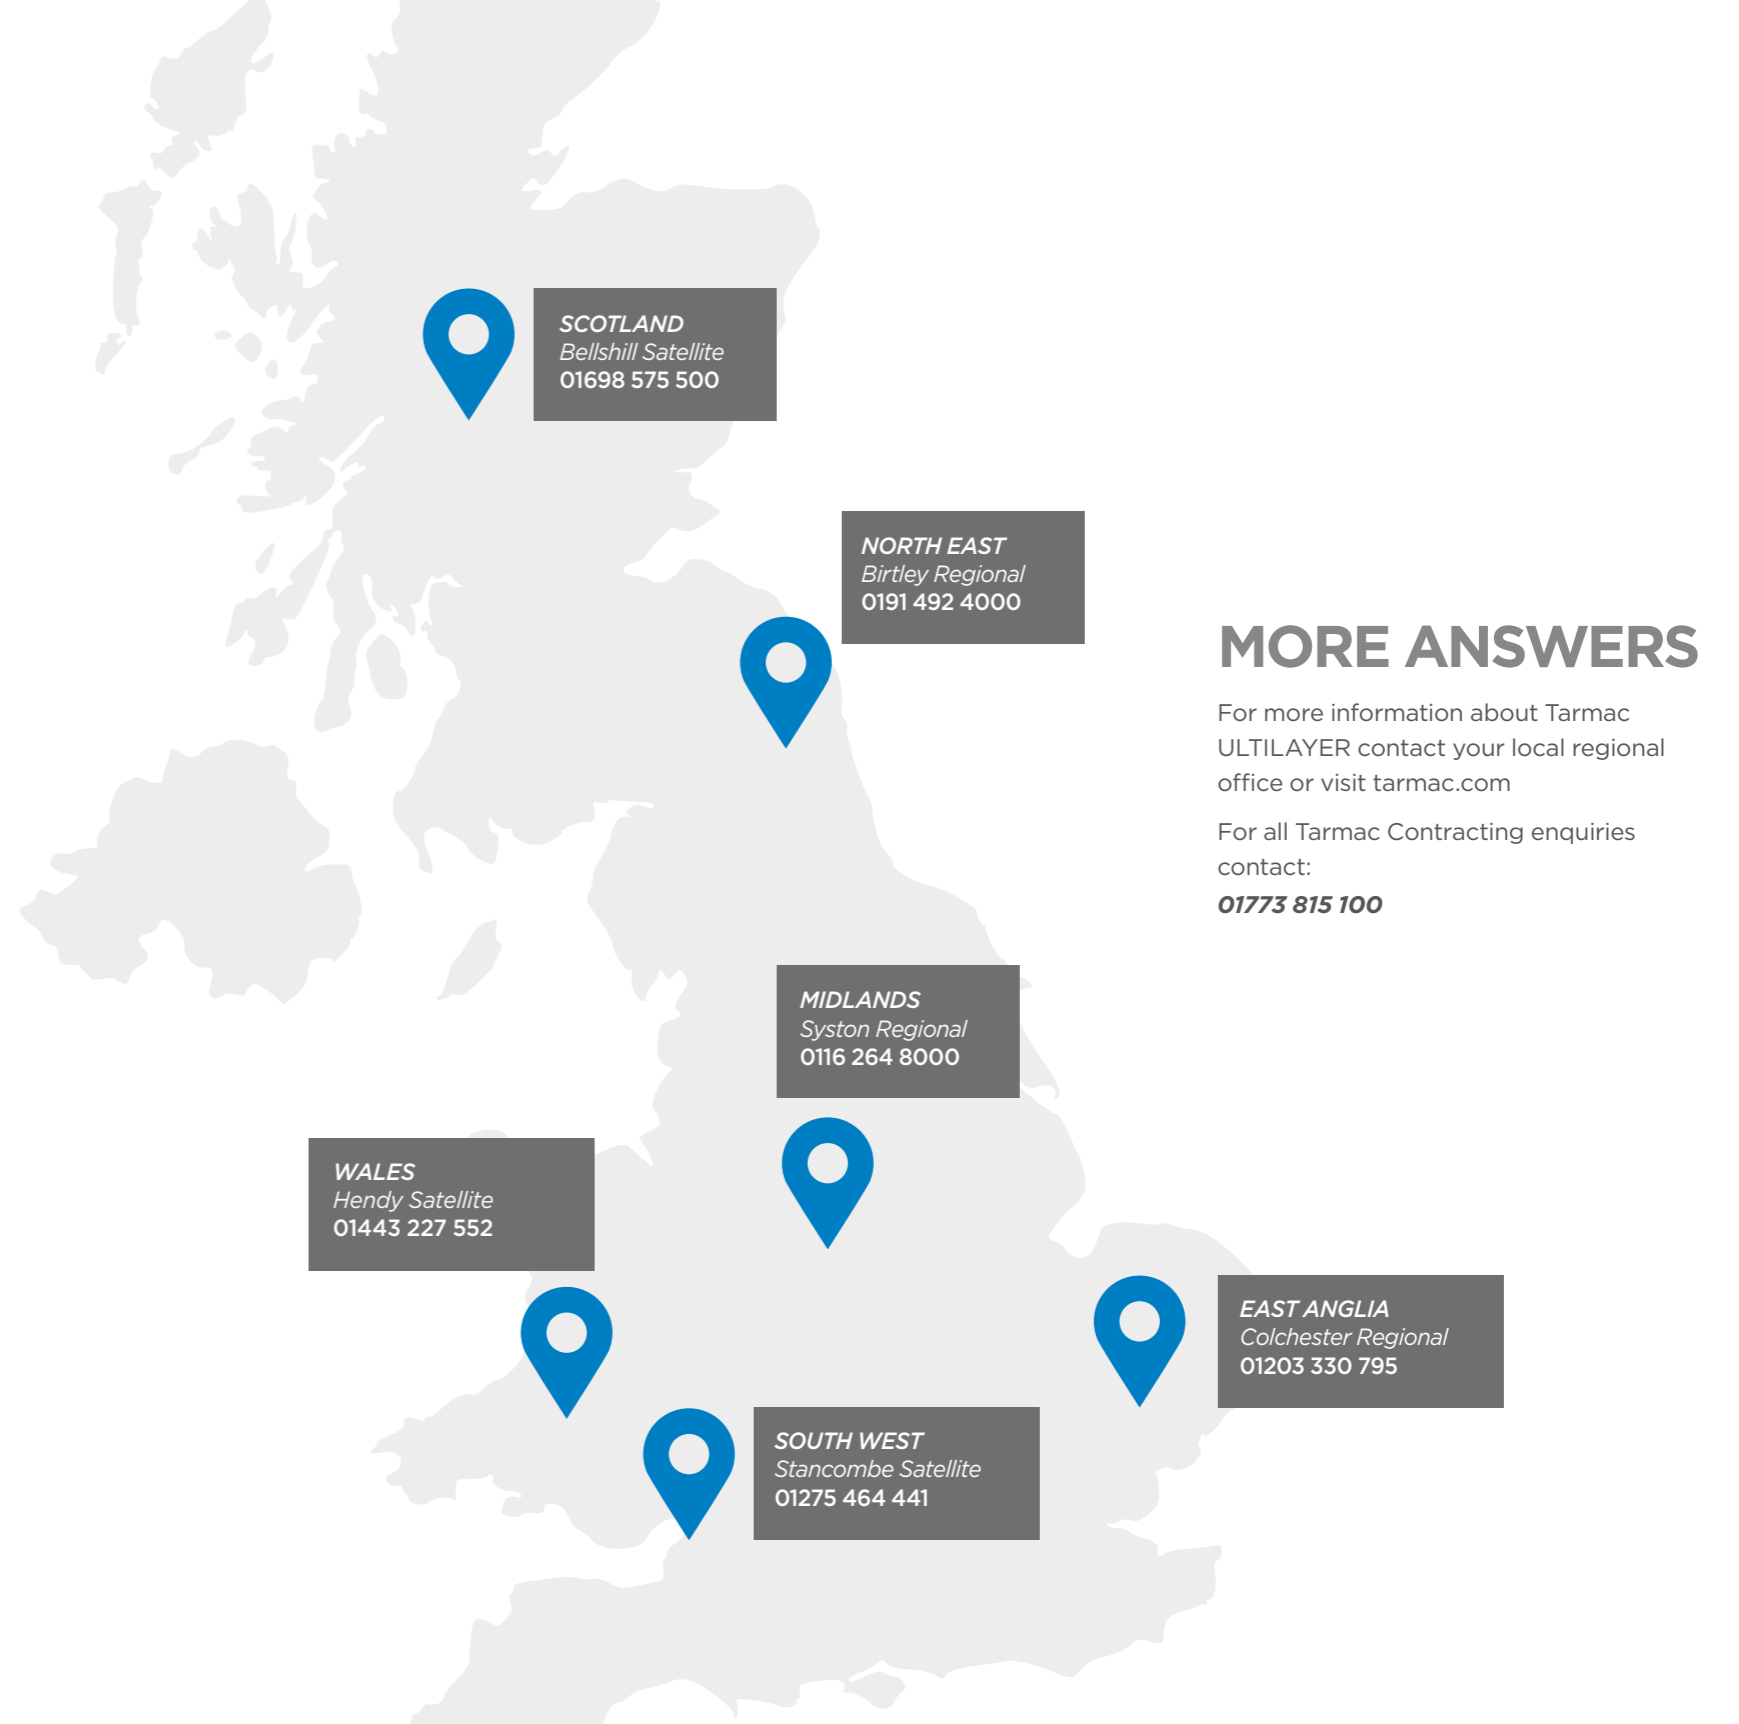 SCOTLAND
Bellshill Satellite
01698 575 500
NORTH EAST
Birtley Regional
0191 492 4000
MORE ANSWERS
For more information about Tarmac
ULTILAYER contact your local regional
office or visit tarmac.com
For all Tarmac Contracting enquiries
contact:
01773 815 100
MIDLANDS
Syston Regional
0116 264 8000
WALES
Hendy Satellite
01443 227 552
EAST ANGLIA
Colchester Regional
01203 330 795
SOUTH WEST
Stancombe Satellite
01275 464 441